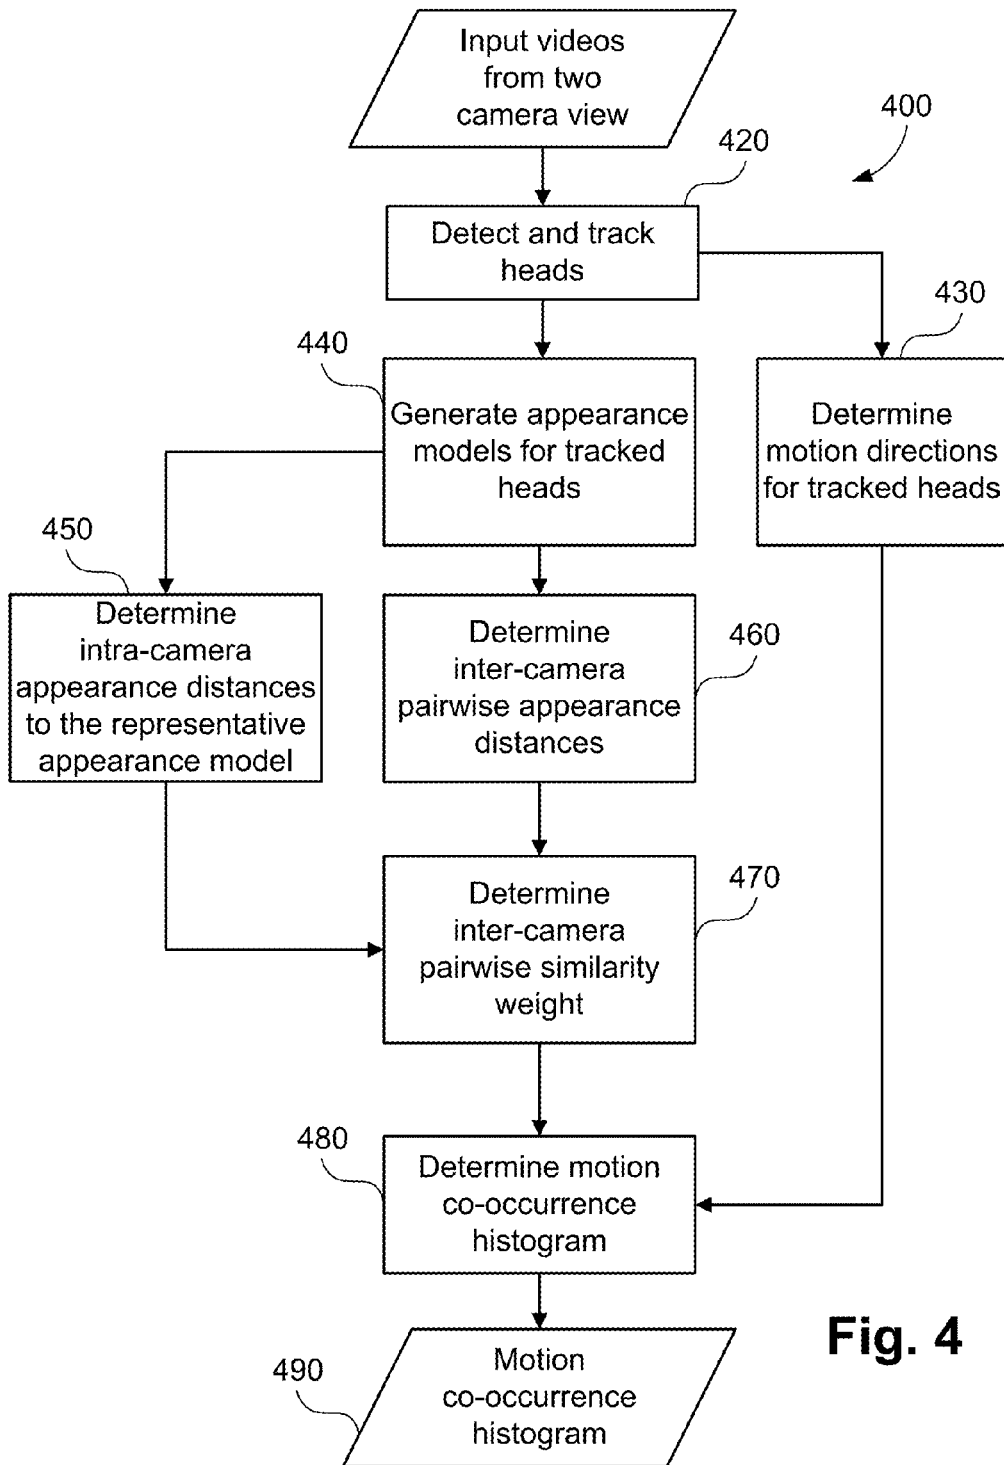 Input videos
from two
camera view
400
420
Detect and track
heads
430
440
Generate appearance
models for tracked
heads
Determine
motion directions
for tracked heads
450
Determine
intra-camera
appearance distances
to the representative
appearance model
Determine
inter-camera
pairwise appearance
distances
460
Determine
inter-camera
pairwise similarity
weight
470
480
Determine motion
co-occurrence
histogram
Fig. 4
490
Motion
co-occurrence
histogram